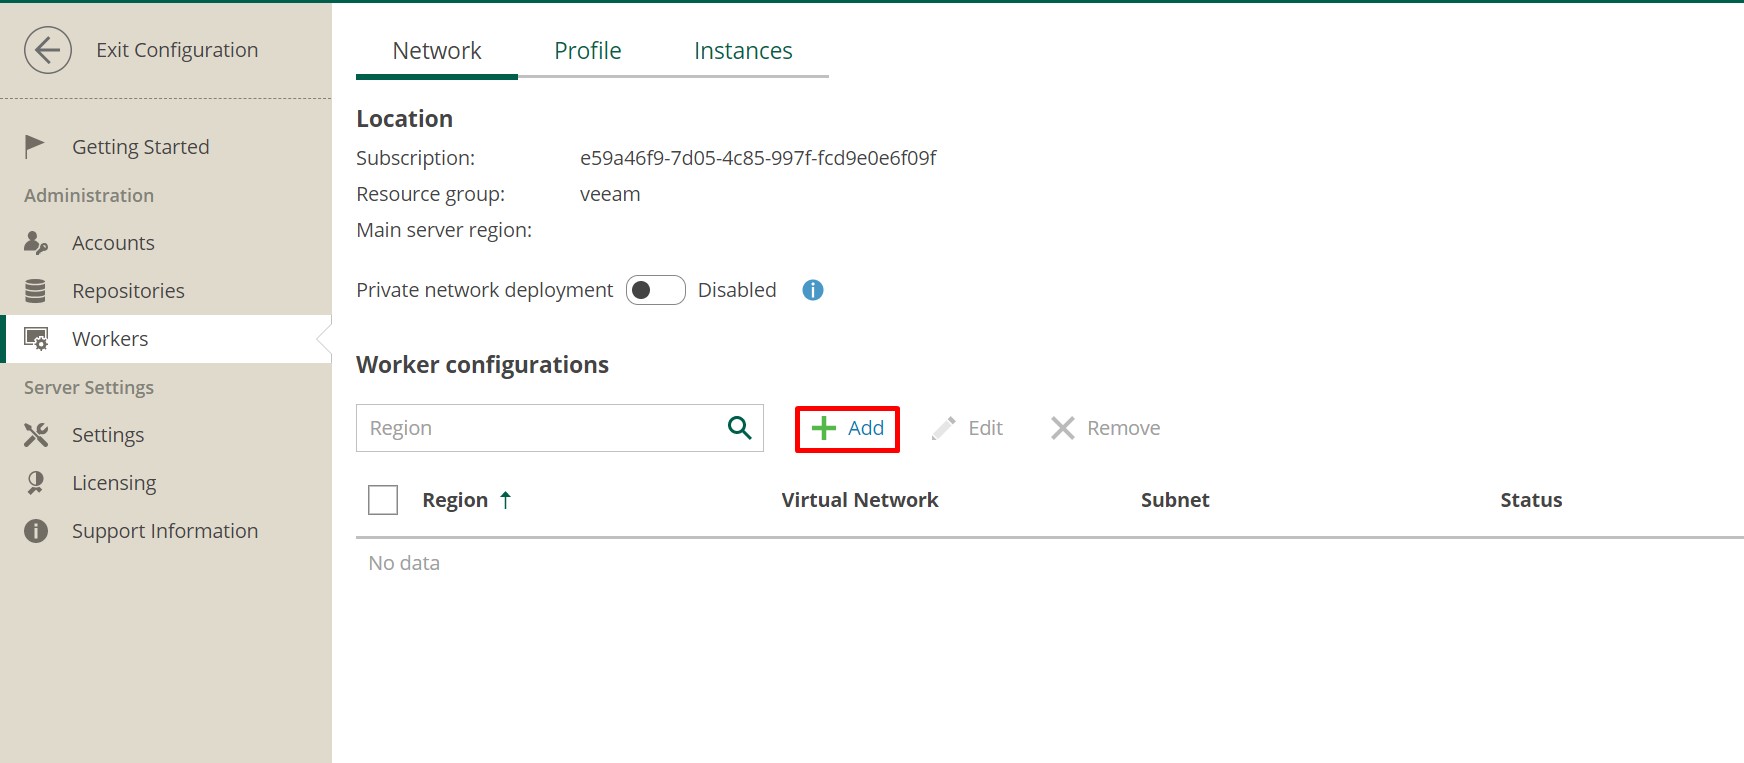 Exit Configuration
Getting Started
Administration
Accounts
Repositories
Workers
Server Settings
Settings
Licensing
Support Information
Network Profile Instances
Location
Subscription: e59a46f9-7d05-4c85-997f-fcd9e0e6f09f
Resource group: veeam
Main server region:
Private network deployment Disabled
Worker configurations
Region Add Edit Remove
Region Virtual Network Subnet Status
No data